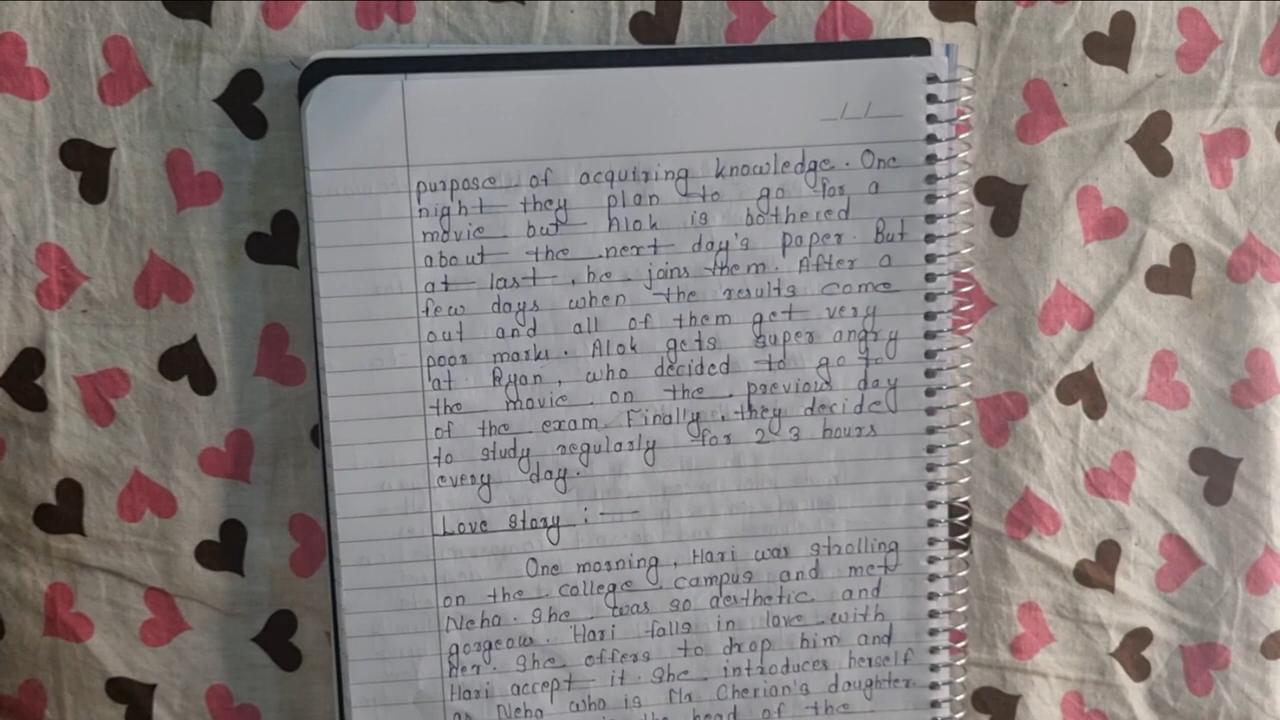 _/_/_
purpose of acquiring knowledge. One
night they plan to go for a
movie but Alok is bothered
about the next day's paper. But
at last, he joins them. After a
few days when the results come
out and all of them get very
poor marks. Alok gets super angry
at Ryan, who decided to go to
the movie on the previous day
of the exam. Finally, they decided
to study regularly for 2-3 hours
every day.
Love story :—
One morning, Hari was strolling
on the college campus and met
Neha. She was so aesthetic and
gorgeous. Hari falls in love with
her. She offers to drop him and
Hari accept it. She introduces herself
as Neha who is Mr. Cherian's daughter.
the head of the